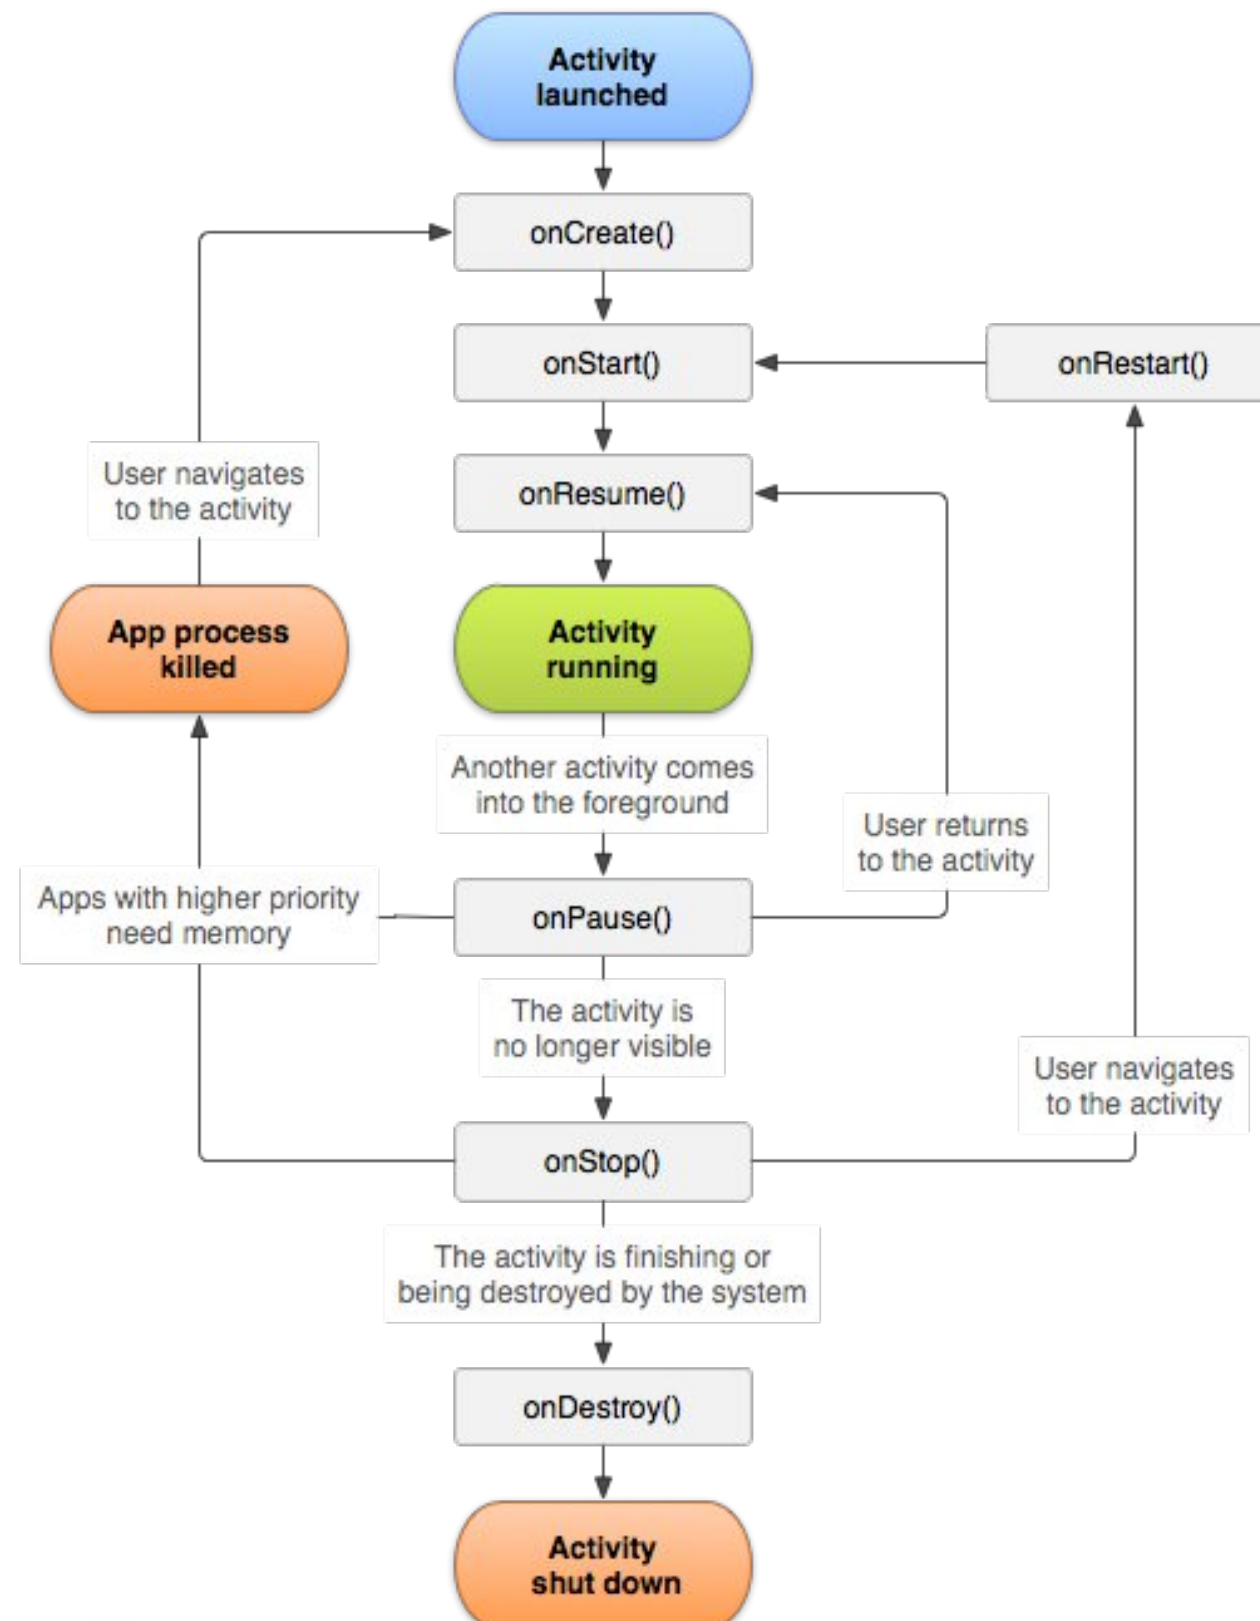 Activity
launched
onCreate()
onStart()
onRestart()
User navigates
to the activity
onResume()
App process
killed
Activity
running
Another activity comes
into the foreground
User returns
to the activity
Apps with higher priority
need memory
onPause()
The activity is
no longer visible
User navigates
to the activity
onStop()
The activity is finishing or
being destroyed by the system
onDestroy()
Activity
shut down